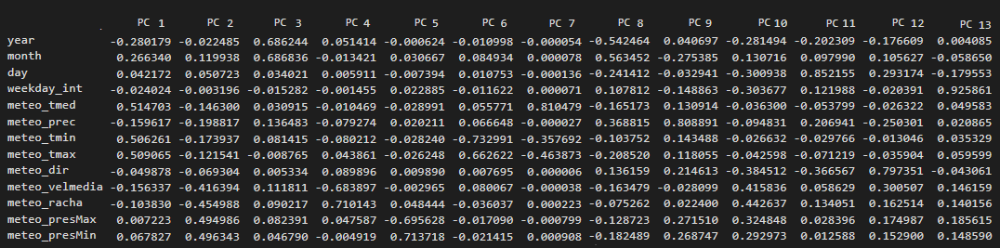 PC 1 PC 2 PC 3 PC 4 PC 5 PC 6 PC 7 PC 8 PC 9 PC 10 PC 11 PC 12 PC 13
year -0.280179 -0.022485 0.686244 0.051414 -0.000624 -0.010998 -0.000054 -0.542464 0.040697 -0.281494 -0.202309 -0.176609 0.004085
month 0.266340 0.119938 0.686836 -0.013421 0.030667 0.084934 0.000078 0.563452 -0.275385 0.130716 0.097990 0.105627 -0.058650
day 0.042172 0.050723 0.034021 0.005911 -0.007394 0.010753 -0.000136 -0.241412 -0.032941 -0.300938 0.852155 0.293174 -0.179553
weekday_int -0.024024 -0.003196 -0.015282 -0.001455 0.022885 -0.011622 0.000071 0.107812 -0.148863 -0.303677 0.121988 -0.020391 0.925861
meteo_tmed 0.514703 -0.146300 0.030915 -0.010469 -0.028991 0.055771 0.810479 -0.165173 0.130914 -0.036300 -0.053799 -0.026322 0.049583
meteo_prec -0.159617 -0.198817 0.136483 -0.079274 0.020211 0.066648 -0.000027 0.368815 0.808891 -0.094831 0.206941 -0.250301 0.020865
meteo_tmin 0.506261 -0.173937 0.081415 -0.080212 -0.028240 -0.732991 -0.357692 -0.103752 0.143488 -0.026632 -0.029766 -0.013046 0.035329
meteo_tmax 0.509065 -0.121541 -0.008765 0.043861 -0.026248 0.662622 -0.463873 -0.208520 0.118055 -0.042598 -0.071219 -0.035904 0.059599
meteo_dir -0.049878 -0.069304 0.005334 0.089896 0.009890 0.007695 0.000006 0.136159 0.214613 -0.384512 -0.366567 0.797351 -0.043061
meteo_velmedia -0.156337 -0.416394 0.111811 -0.683897 -0.002965 0.080067 -0.000038 -0.163479 -0.028099 0.415836 0.058629 0.300507 0.146159
meteo_racha -0.103830 -0.454988 0.090217 0.710143 0.048444 -0.036037 0.000223 -0.075262 0.022400 0.442637 0.134051 0.162514 0.140156
meteo_presMax 0.007223 0.494986 0.082391 0.047587 -0.695628 -0.017090 -0.000799 -0.128723 0.271510 0.324848 0.028396 0.174987 0.185615
meteo_presMin 0.067827 0.496343 0.046790 -0.004919 0.713718 -0.021415 0.000908 -0.182489 0.268747 0.292973 0.012588 0.152900 0.148590